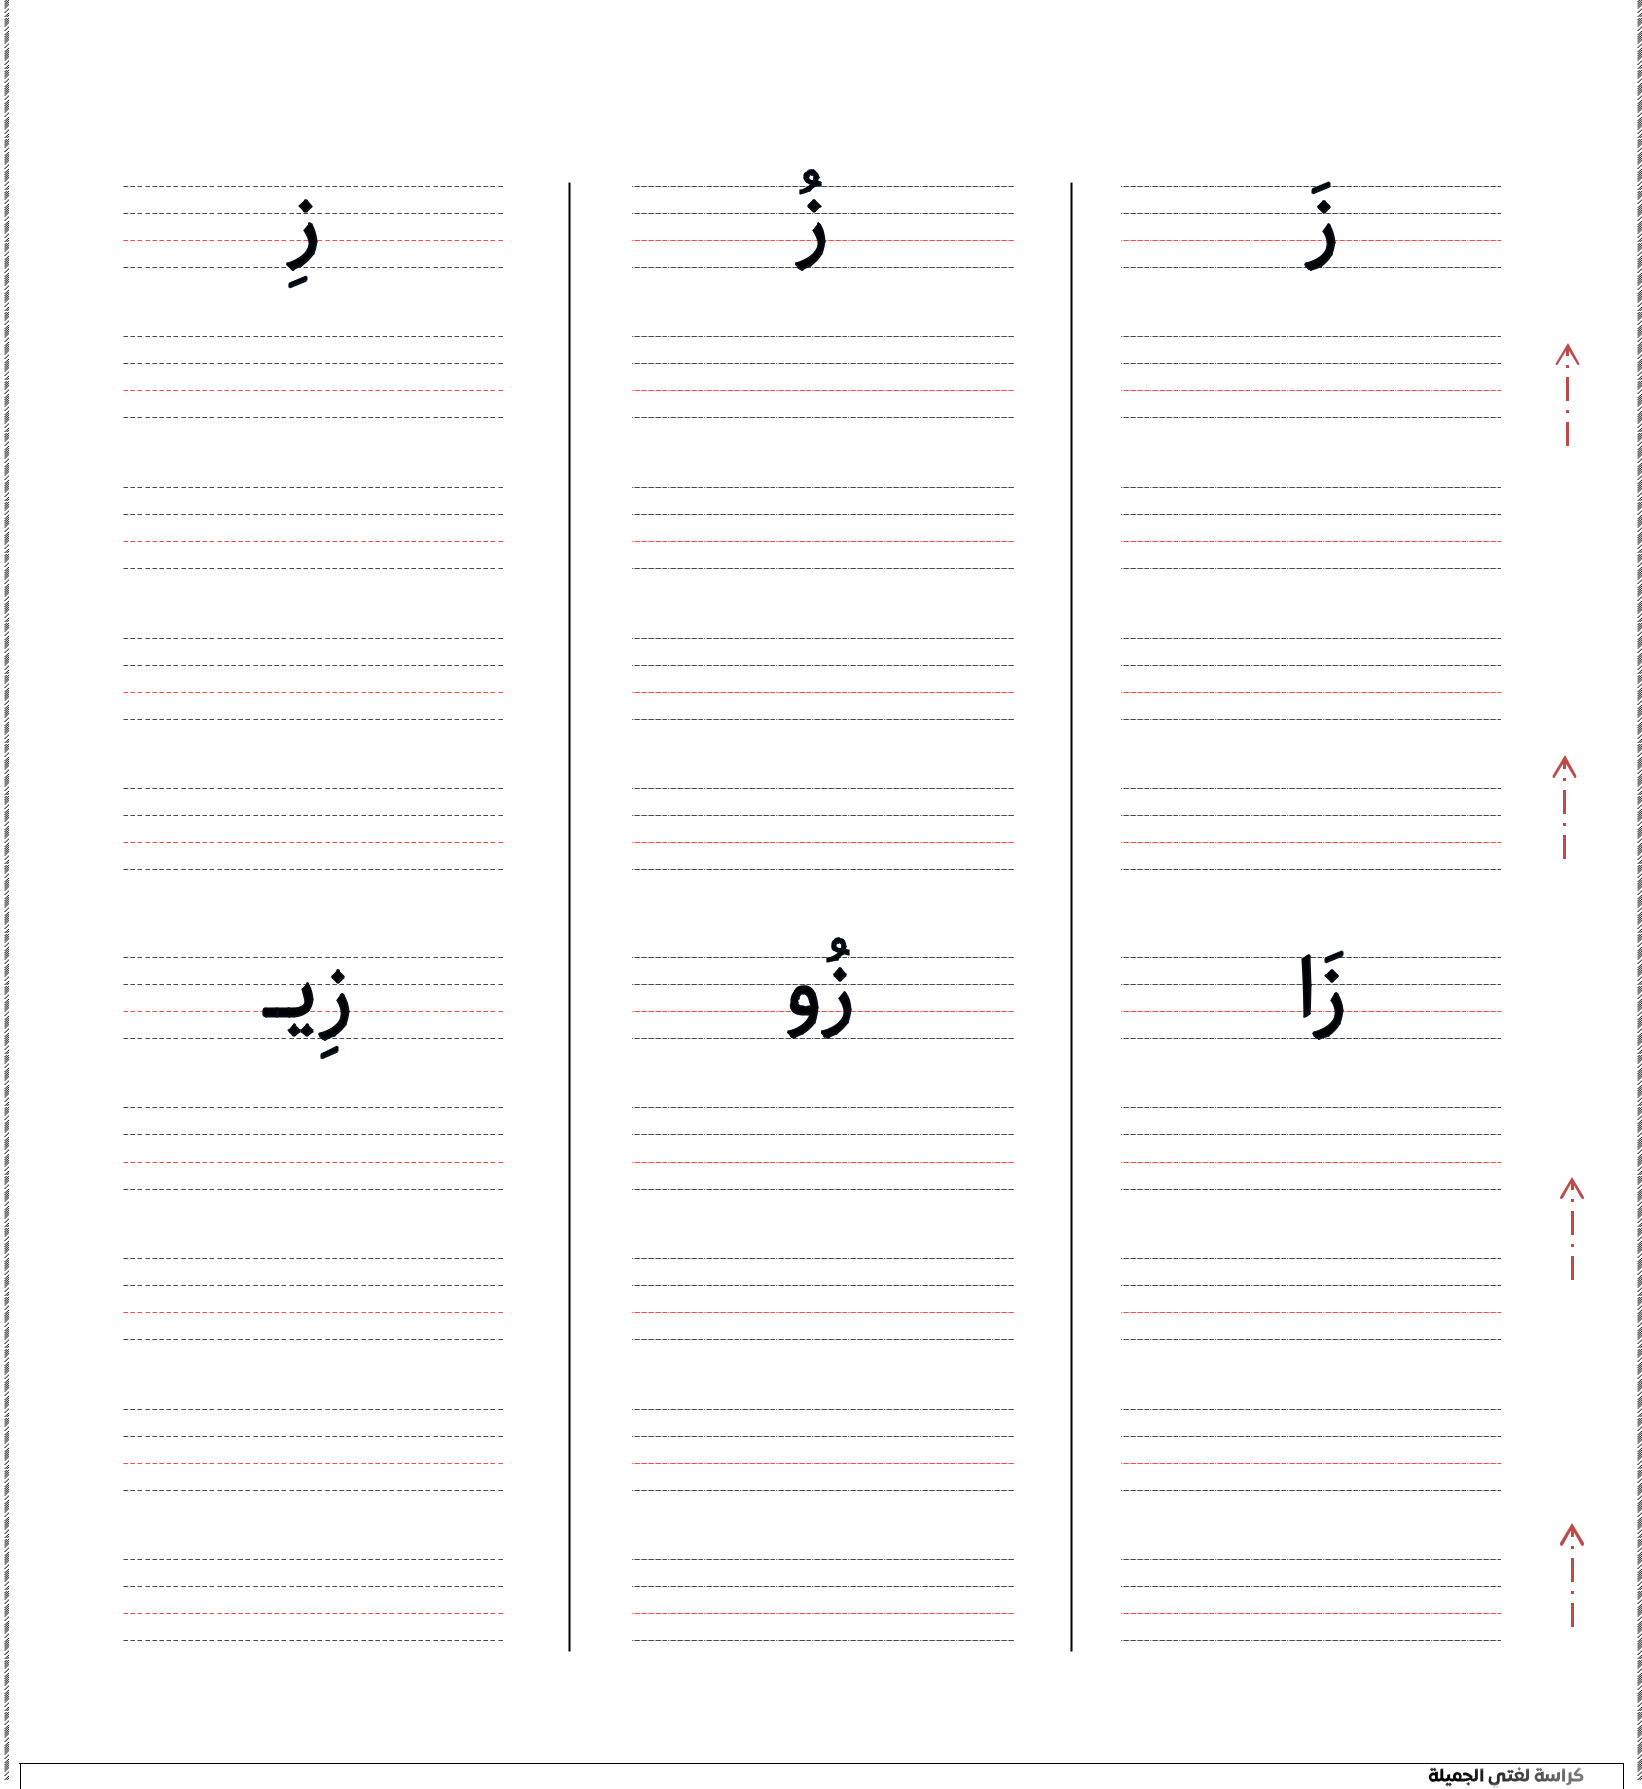 زَ زُ زِ
زَا زُو زِيـ
كراسة لغتي الجميلة